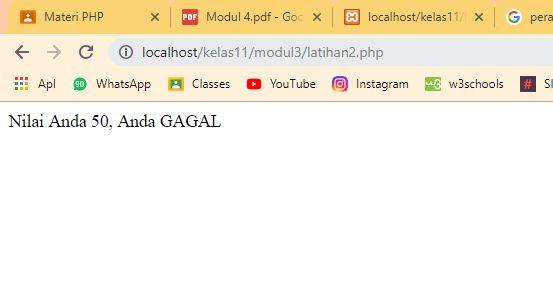 Materi PHP
Modul 4.pdf - Goo
localhost/kelas11/
pera
localhost/kelas11/modul3/latihan2.php
Apl
90
WhatsApp
Classes
YouTube
Instagram
w3schools
#
Nilai Anda 50, Anda GAGAL